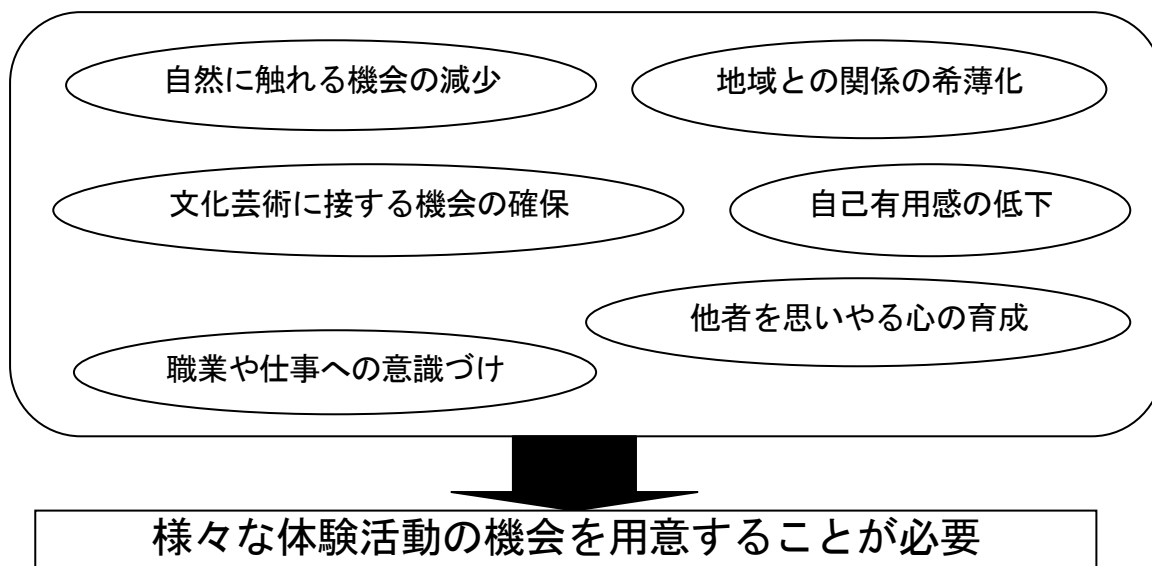 自然に触れる機会の減少
地域との関係の希薄化
文化芸術に接する機会の確保
自己有用感の低下
他者を思いやる心の育成
職業や仕事への意識づけ
様々な体験活動の機会を用意することが必要